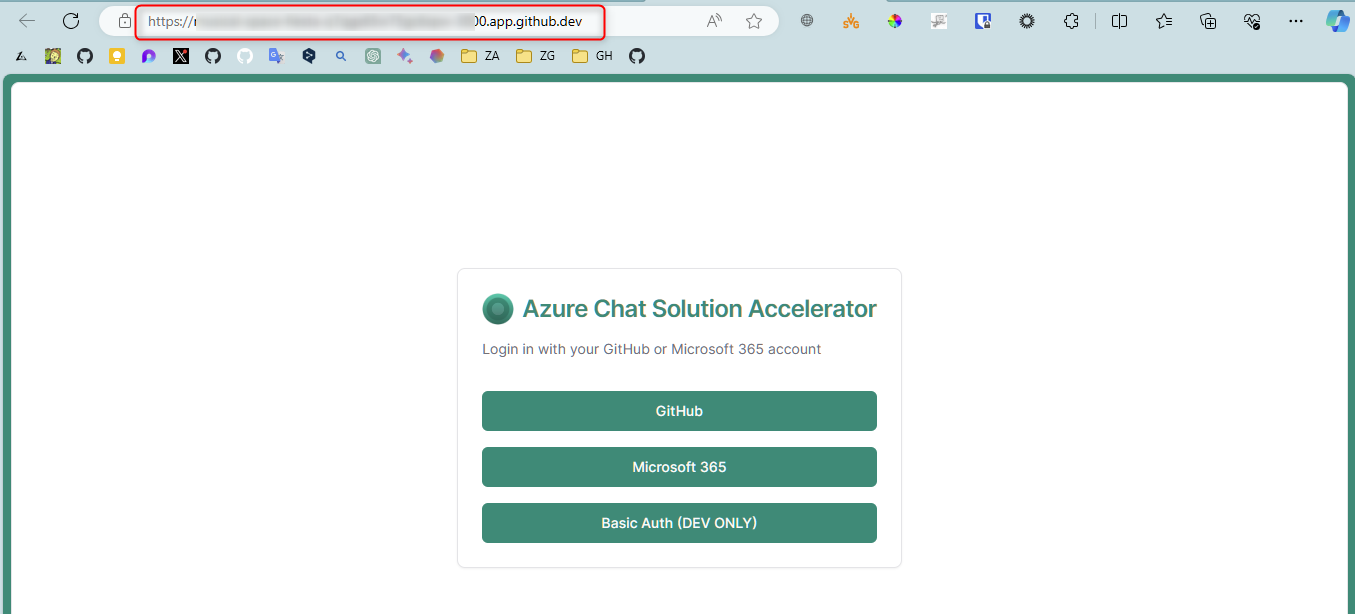 https://
00.app.github.dev
ZA
ZG
GH
Azure Chat Solution Accelerator
Login in with your GitHub or Microsoft 365 account
GitHub
Microsoft 365
Basic Auth (DEV ONLY)